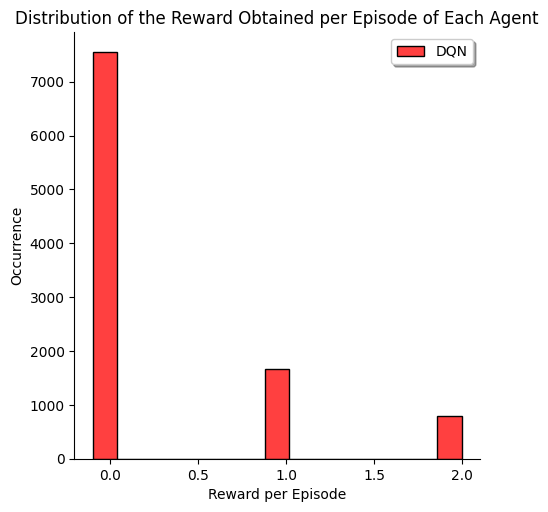 Distribution of the Reward Obtained per Episode of Each Agent
DQN
7000
6000
5000
4000
3000
2000
1000
0
0.0 0.5 1.0 1.5 2.0
Occurrence
Reward per Episode